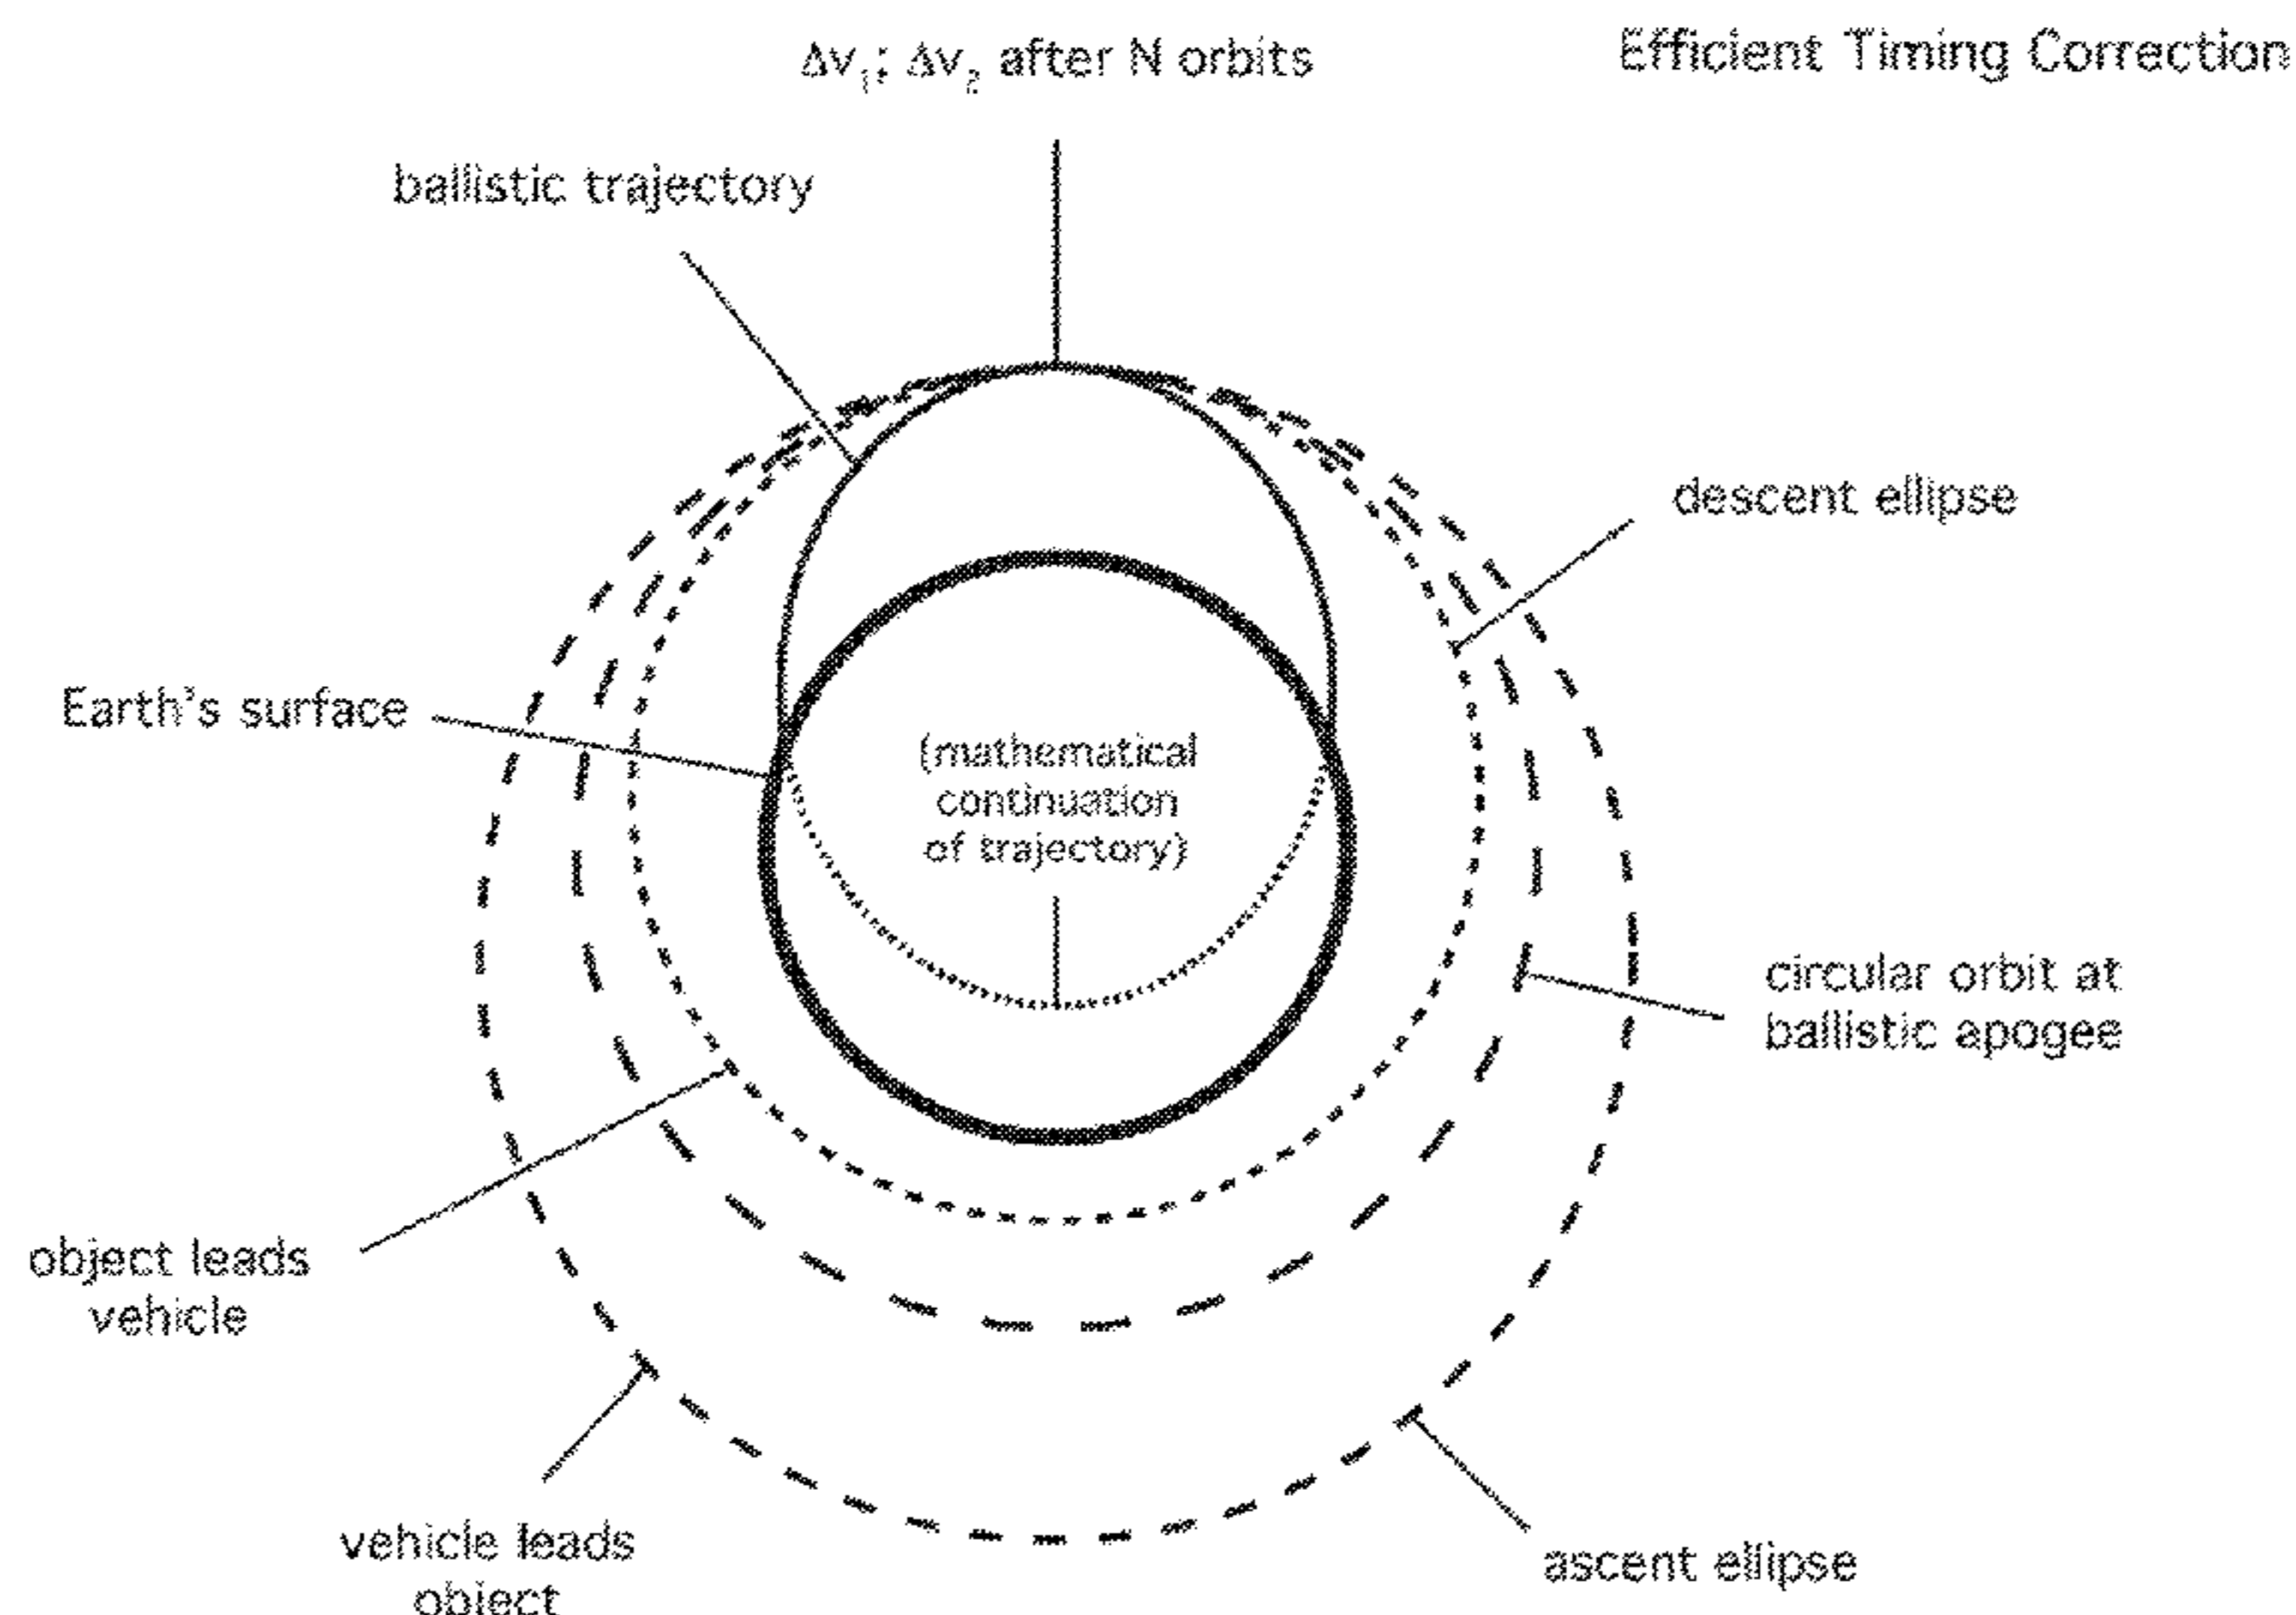 Δv₁; Δv₂ after N orbits
Efficient Timing Correction
ballistic trajectory
descent ellipse
Earth's surface
(mathematical
continuation
of trajectory)
circular orbit at
ballistic apogee
object leads
vehicle
vehicle leads
object
ascent ellipse